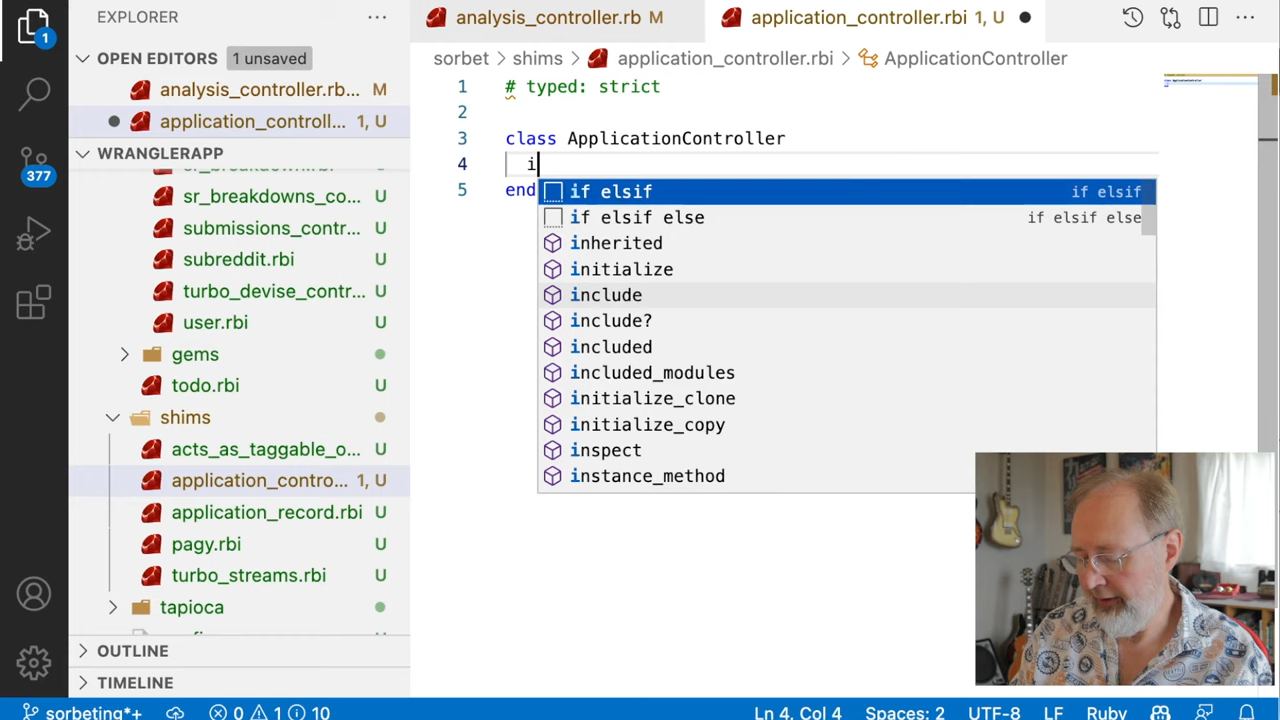 EXPLORER
1
OPEN EDITORS 1 unsaved
analysis_controller.rb... M
application_controll... 1, U
WRANGLERAPP
sr_breakdowns_co... U
submissions_contr... U
subreddit.rbi U
turbo_devise_contr... U
user.rbi U
gems
todo.rbi U
shims
acts_as_taggable_o... U
application_contro... 1, U
application_record.rbi U
pagy.rbi U
turbo_streams.rbi U
tapioca
OUTLINE
TIMELINE
377
analysis_controller.rb M
application_controller.rbi 1, U
sorbet > shims > application_controller.rbi > ApplicationController
1 # typed: strict
2
3 class ApplicationController
4 i
5 end
if elsif if elsif
if elsif else if elsif else
inherited
initialize
include
include?
included
included_modules
initialize_clone
initialize_copy
inspect
instance_method
sorbeting*+ 0 1 10 Ln 4, Col 4 Spaces: 2 UTF-8 LF Ruby